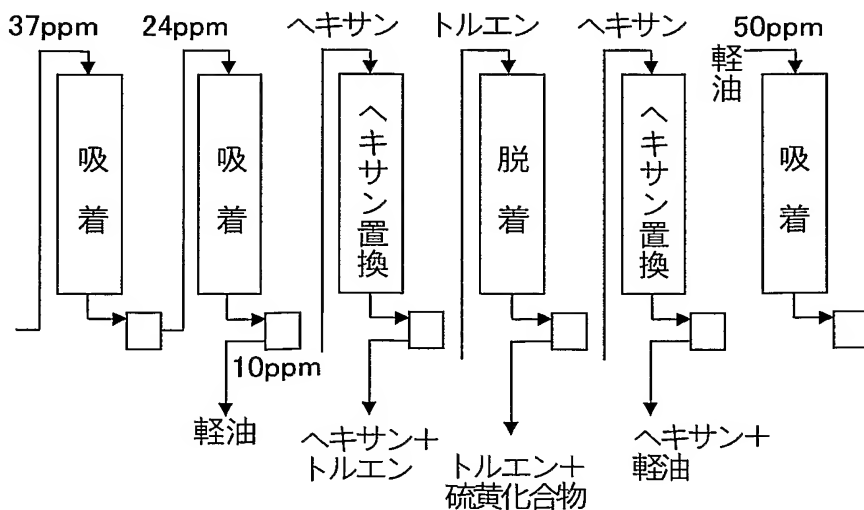 37ppm
24ppm
ヘキサン
トルエン
ヘキサン
50ppm
軽油
吸着
吸着
ヘキサン置換
脱着
ヘキサン置換
吸着
10ppm
軽油
ヘキサン+
トルエン
トルエン+
硫黄化合物
ヘキサン+
軽油